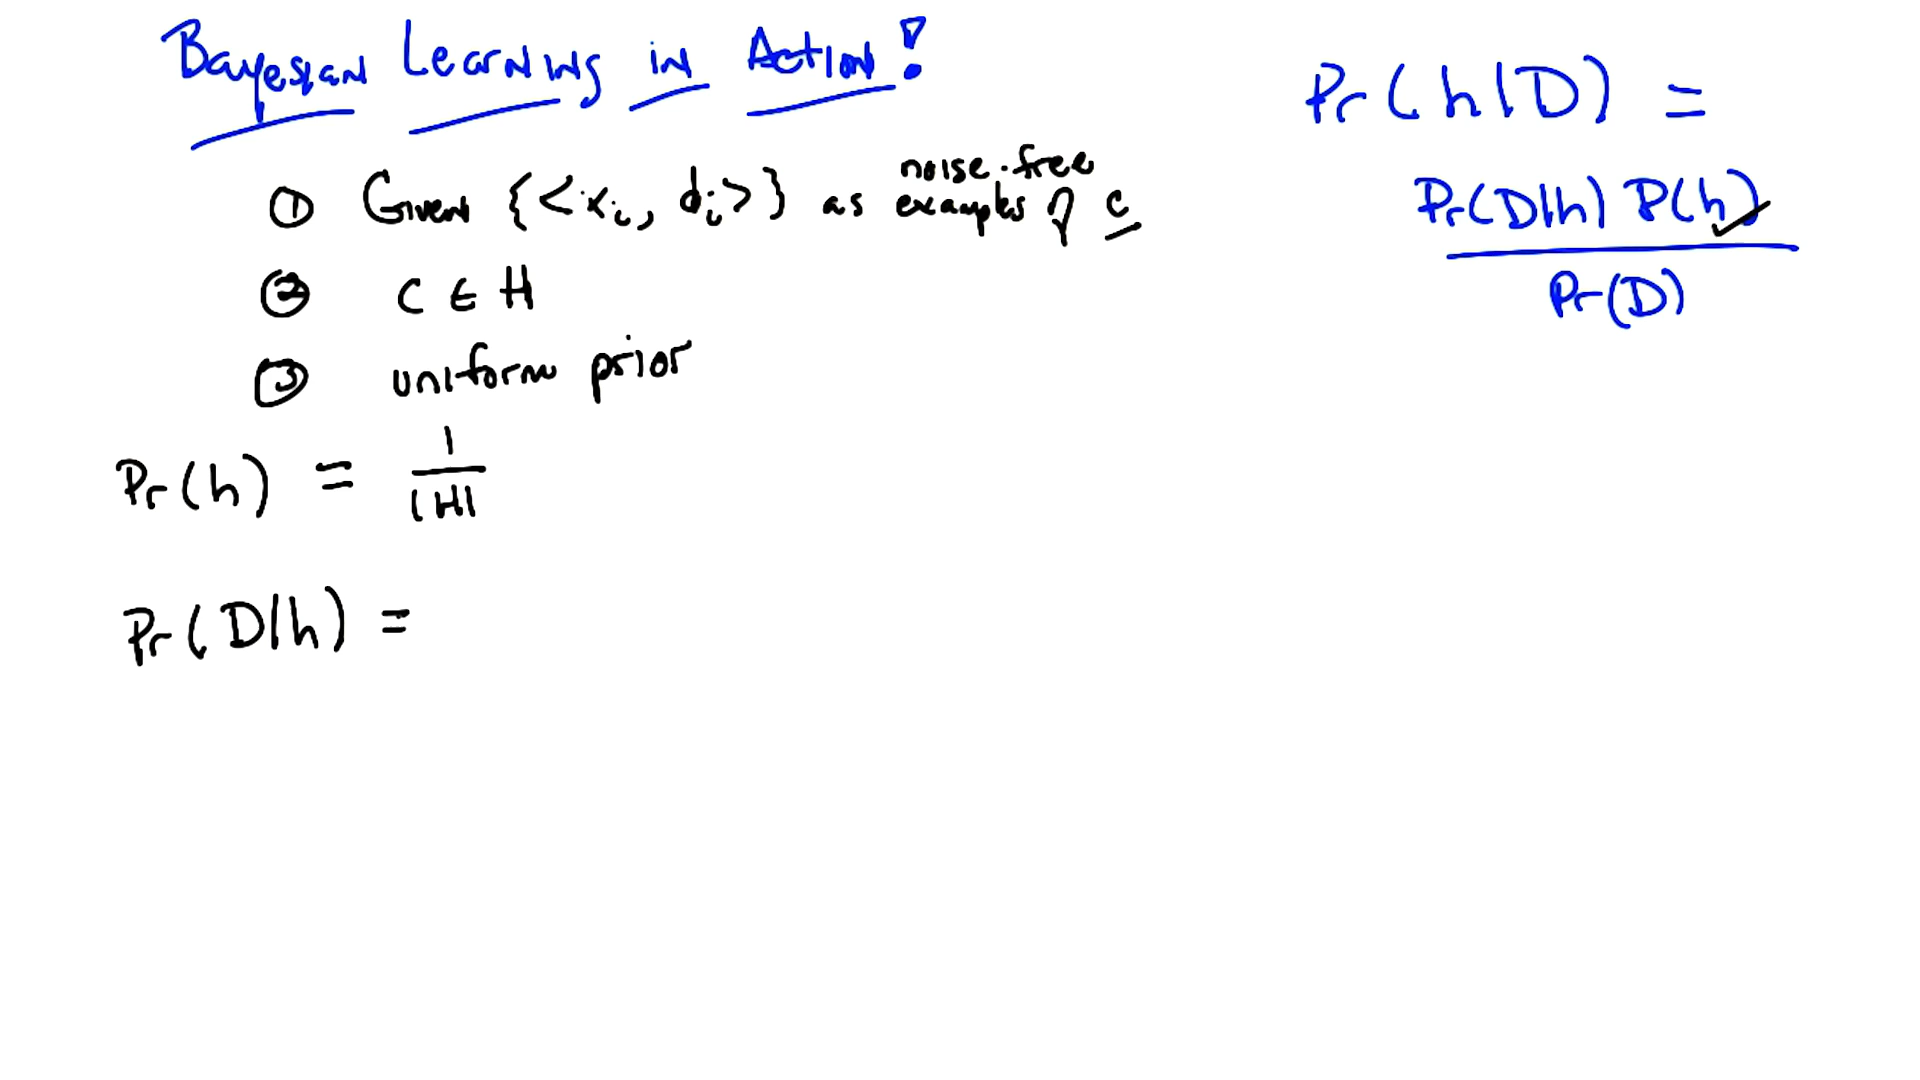 Bayesian Learning in Action!
Pr(h|D) =
Pr(D|h) P(h)
Pr(D)
① Given {<xᵢ, dᵢ>} as noise-free examples of c
② c ∈ H
③ uniform prior
Pr(h) = 1
|H|
Pr(D|h) =